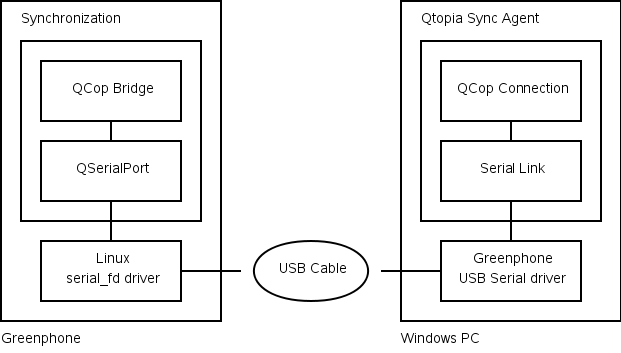 Synchronization
QCop Bridge
QSerialPort
Linux
serial_fd driver
Greenphone
USB Cable
Qtopia Sync Agent
QCop Connection
Serial Link
Greenphone
USB Serial driver
Windows PC